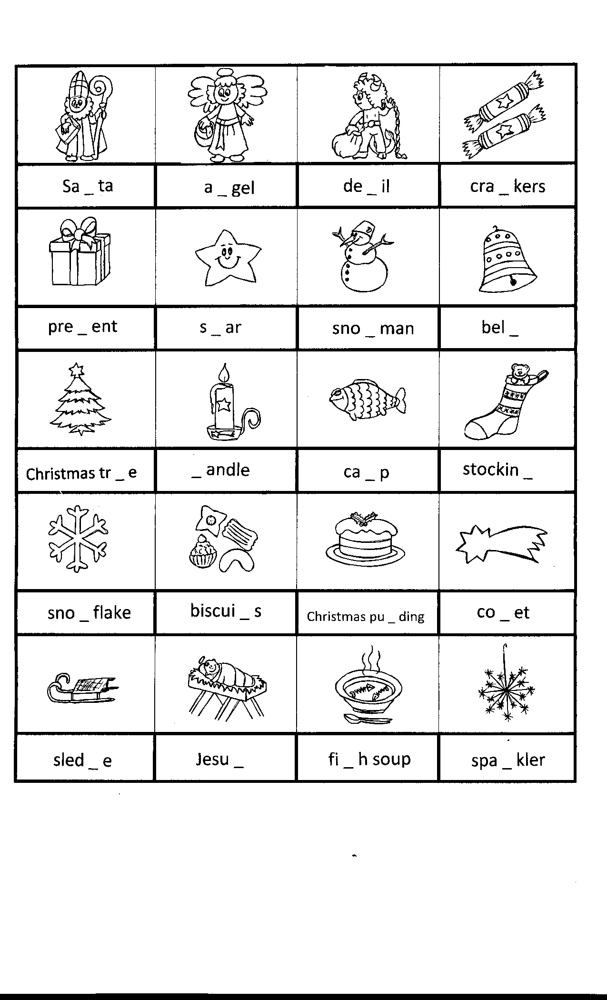 Sa _ ta
a _ gel
de _ il
cra _ kers
pre _ ent
s _ ar
sno _ man
bel _
Christmas tr _ e
_ andle
ca _ p
stockin _
sno _ flake
biscui _ s
Christmas pu _ ding
co _ et
sled _ e
Jesu _
fi _ h soup
spa _ kler